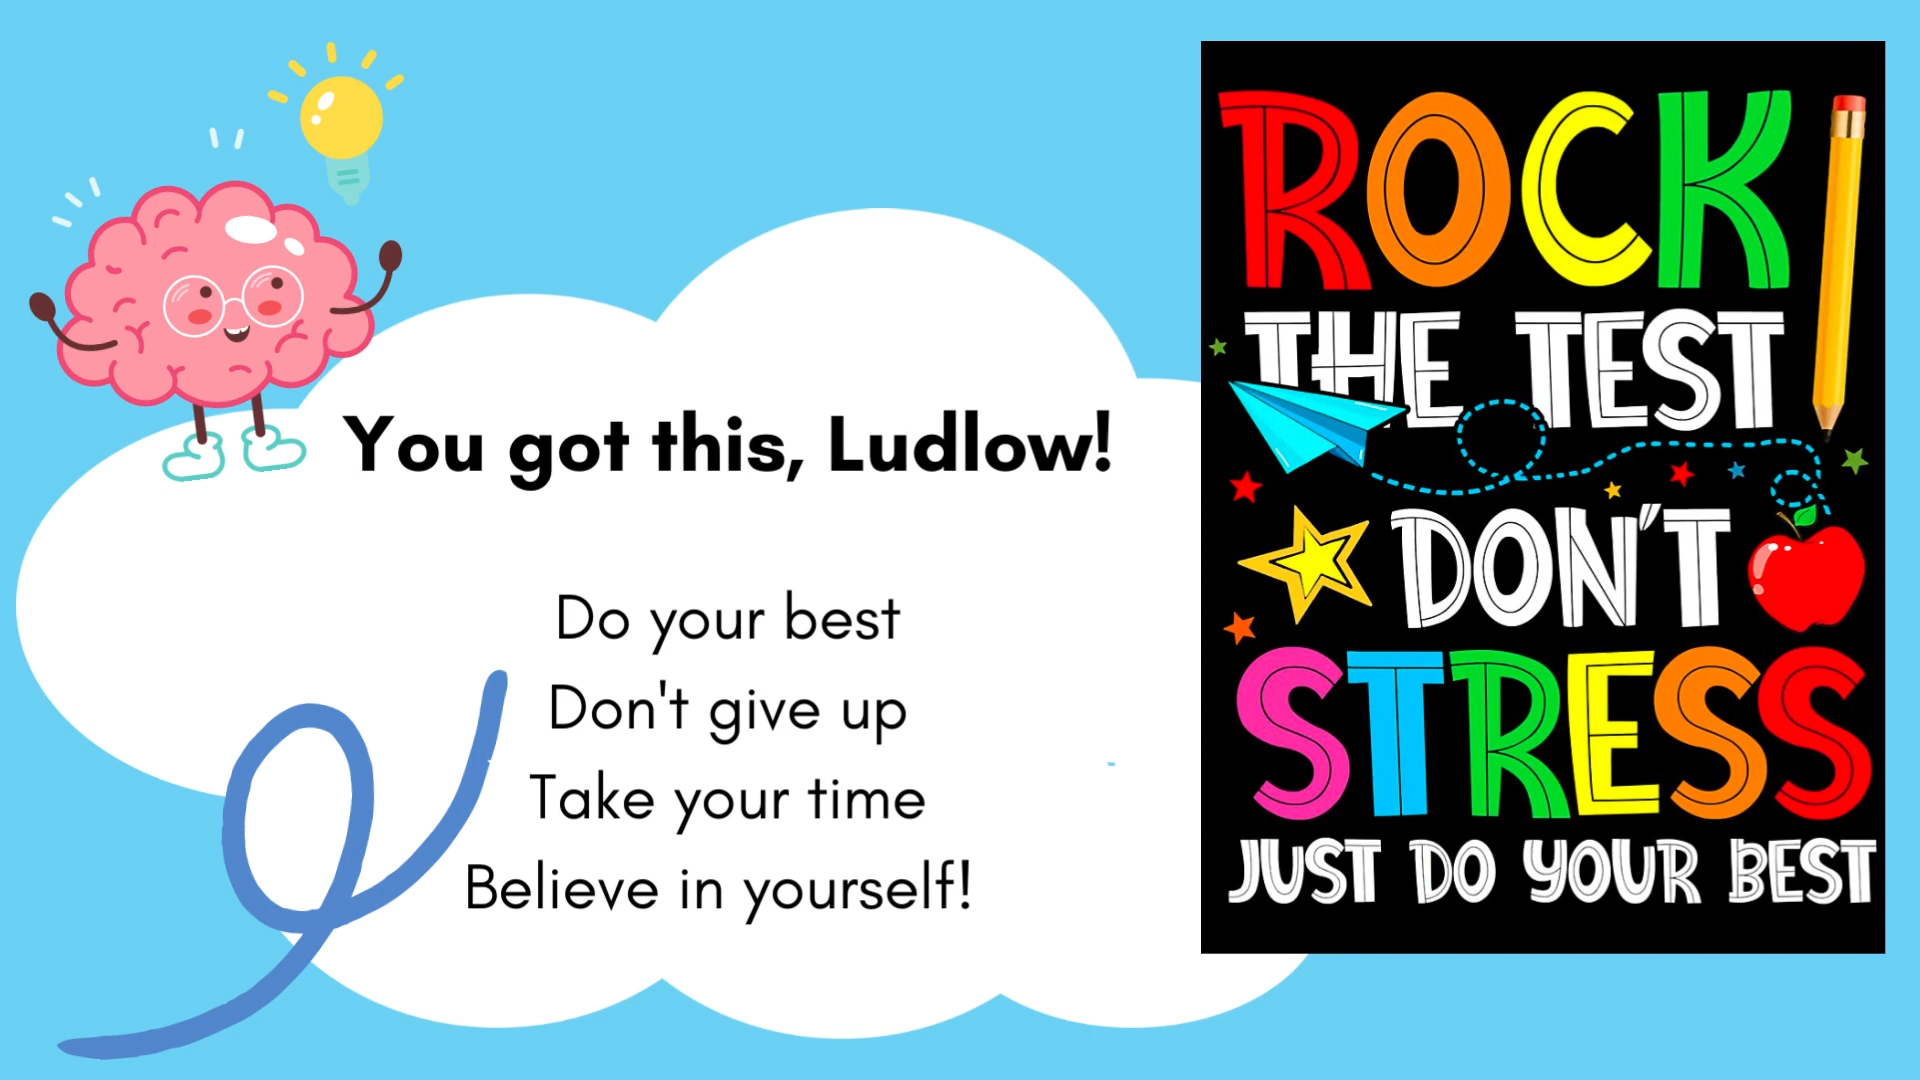 You got this, Ludlow!
Do your best
Don't give up
Take your time
Believe in yourself!
ROCK
THE TEST
DON'T
STRESS
JUST DO YOUR BEST